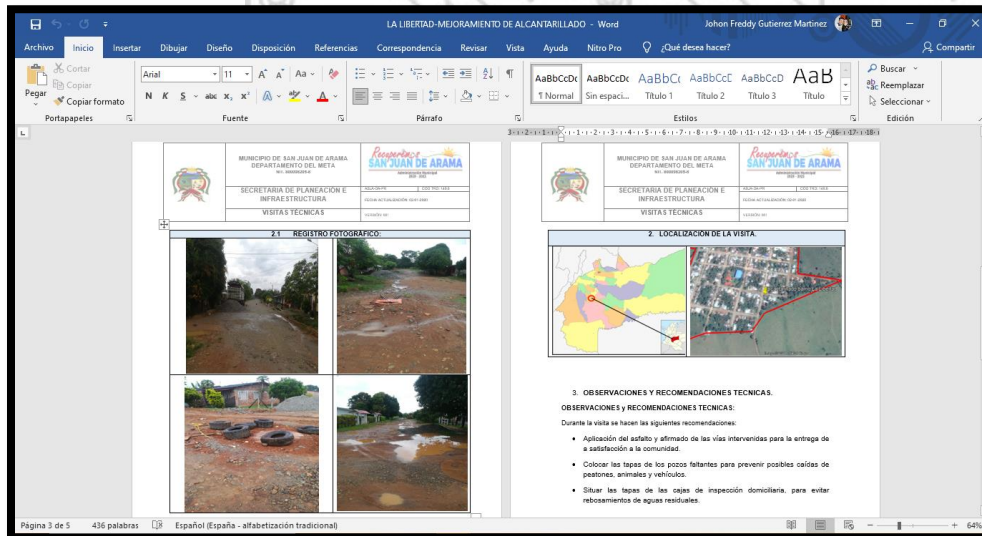 LA LIBERTAD-MEJORAMIENTO DE ALCANTARILLADO - Word
Johon Freddy Gutierrez Martinez
Archivo Inicio Insertar Dibujar Diseño Disposición Referencias Correspondencia Revisar Vista Ayuda Nitro Pro ¿Qué desea hacer? Compartir
Pegar
Cortar
Copiar
Copiar formato
Portapapeles
Arial 11
N K S abc x, x²
Fuente
Párrafo
AaBbCcDc AaBbCcDc AaBbCc AaBbCcC AaBbCcD AaB
¶ Normal Sin espaci... Título 1 Título 2 Título 3 Título
Estilos
Buscar
Reemplazar
Seleccionar
Edición
MUNICIPIO DE SAN JUAN DE ARAMA
DEPARTAMENTO DEL META
SECRETARIA DE PLANEACIÓN E
INFRAESTRUCTURA
VISITAS TÉCNICAS
Recuperemos
SAN JUAN DE ARAMA
2.1 REGISTRO FOTOGRÁFICO:
MUNICIPIO DE SAN JUAN DE ARAMA
DEPARTAMENTO DEL META
SECRETARIA DE PLANEACIÓN E
INFRAESTRUCTURA
VISITAS TÉCNICAS
Recuperemos
SAN JUAN DE ARAMA
2. LOCALIZACIÓN DE LA VISITA.
3. OBSERVACIONES Y RECOMENDACIONES TECNICAS.
OBSERVACIONES y RECOMENDACIONES TECNICAS:
Durante la visita se hacen las siguientes recomendaciones:
• Aplicación del asfalto y afirmado de las vías intervenidas para la entrega de
a satisfacción a la comunidad.
• Colocar las tapas de los pozos faltantes para prevenir posibles caídas de
peatones, animales y vehículos.
• Situar las tapas de las cajas de inspección domiciliaria, para evitar
rebosamientos de aguas residuales.
Página 3 de 5 436 palabras Español (España - alfabetización tradicional) 64%